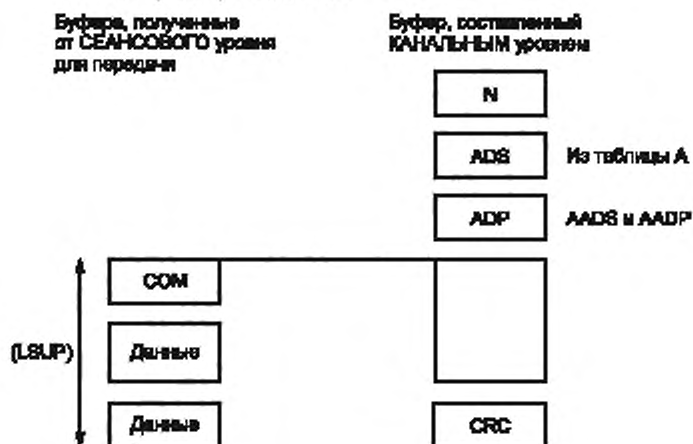 Буфера, полученные
от СЕАНСОВОГО уровня
для передачи
Буфер, составленный
КАНАЛЬНЫМ уровнем
N
ADS
Из таблицы А
ADP
AADS и AADP
COM
(LSUP)
Данные
Данные
CRC